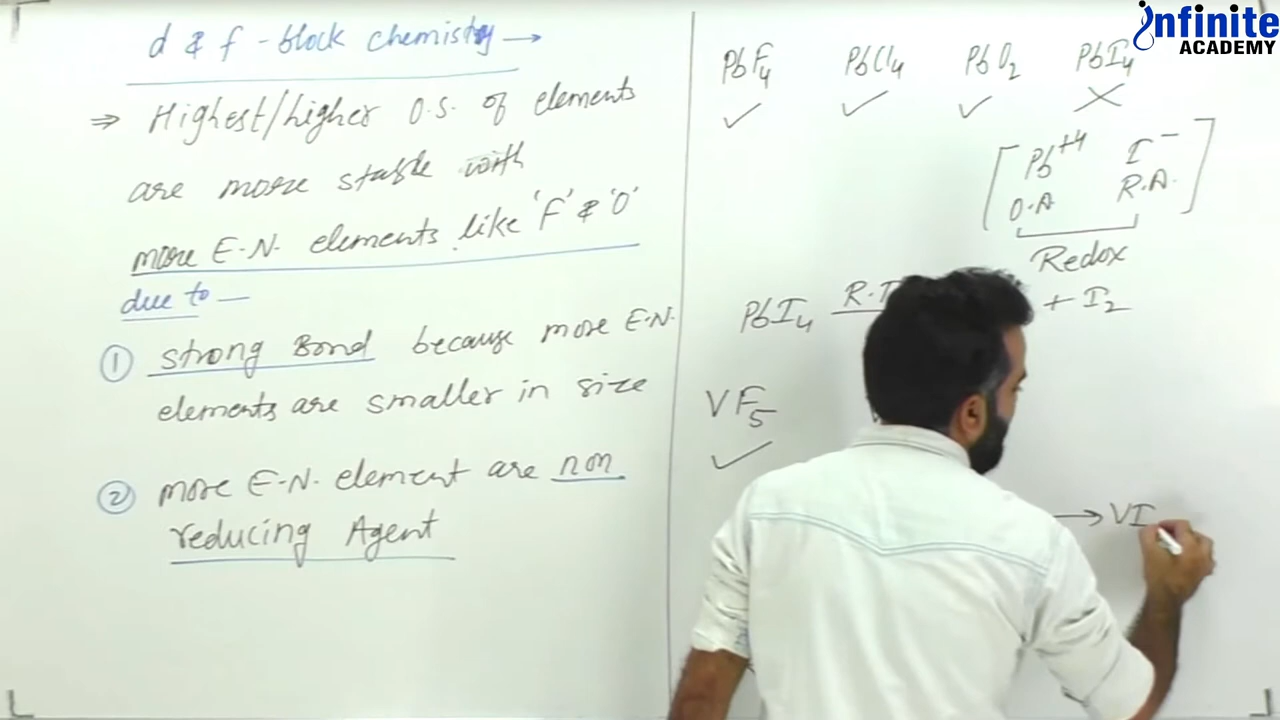 infinite
ACADEMY
d & f - block chemistry →
⇒ Highest/higher O.S. of elements
are more stable with
more E-N. elements like 'F' & 'O'
due to —
① strong Bond because more E.N.
elements are smaller in size
② more E-N. element are non
reducing Agent
PbF₄ PbCl₄ PbO₂ PbI₄
✓ ✓ ✓ ✗
Pb⁺⁴ I⁻
O.A R.A.
Redox
PbI₄ R.T + I₂
VF₅
✓
→ VI